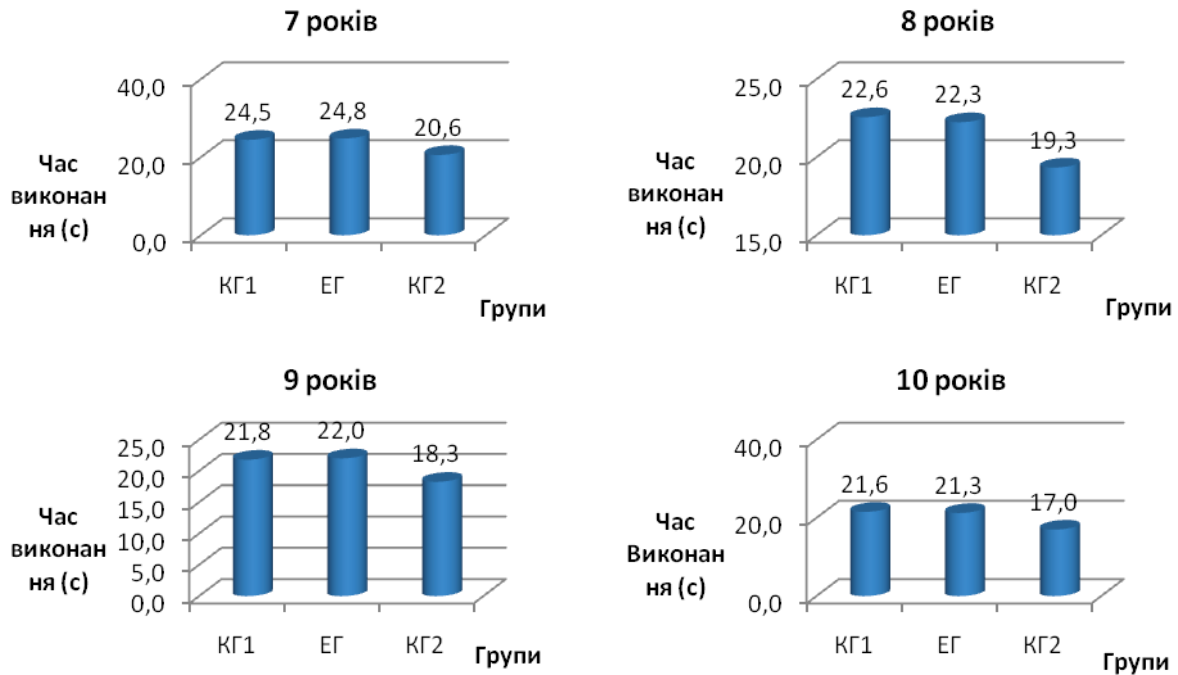 7 років
40,0
20,0
0,0
24,5
24,8
20,6
Час
виконан
ня (с)
КГ1
ЕГ
КГ2
Групи
8 років
25,0
20,0
15,0
22,6
22,3
19,3
Час
виконан
ня (с)
КГ1
ЕГ
КГ2
Групи
9 років
25,0
20,0
15,0
10,0
5,0
0,0
21,8
22,0
18,3
Час
виконан
ня (с)
КГ1
ЕГ
КГ2
Групи
10 років
40,0
20,0
0,0
21,6
21,3
17,0
Час
Виконан
ня (с)
КГ1
ЕГ
КГ2
Групи